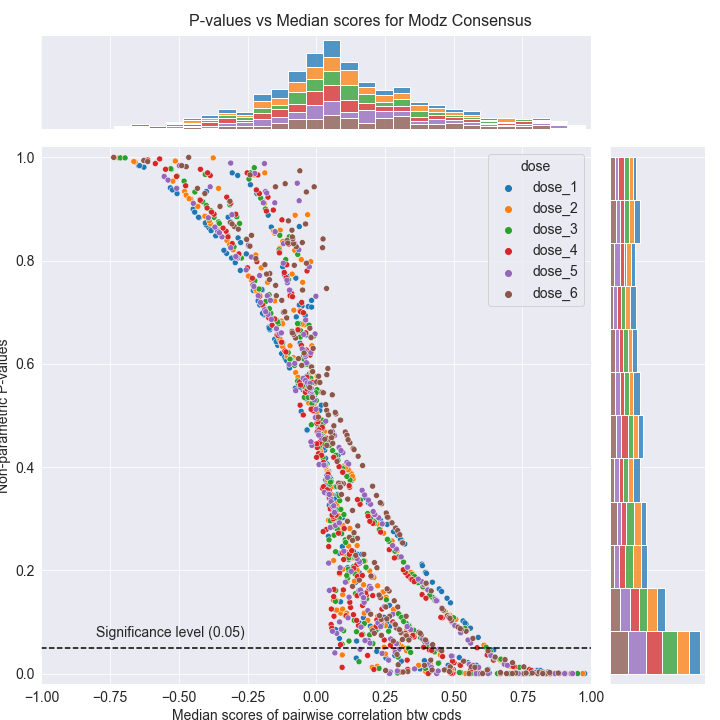 P-values vs Median scores for Modz Consensus
dose
dose_1
dose_2
dose_3
dose_4
dose_5
dose_6
1.0
0.8
0.6
0.4
0.2
0.0
Non-parametric P-values
Significance level (0.05)
−1.00 −0.75 −0.50 −0.25 0.00 0.25 0.50 0.75 1.00
Median scores of pairwise correlation btw cpds